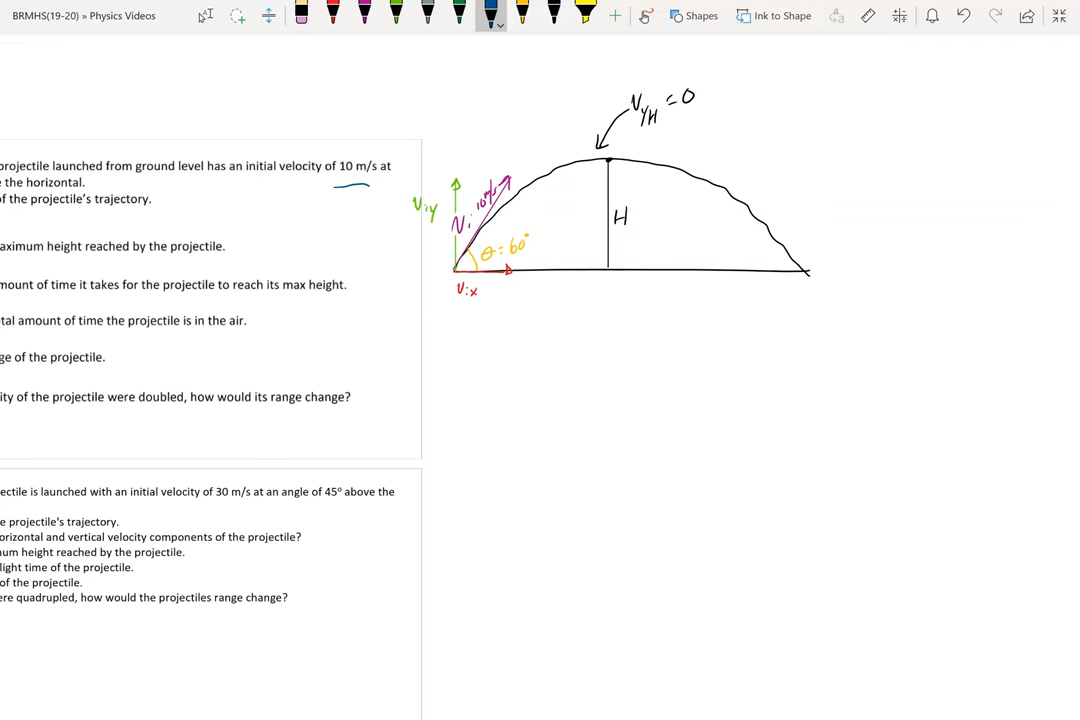 BRMHS(19-20) » Physics Videos
Shapes
Ink to Shape
projectile launched from ground level has an initial velocity of 10 m/s at
e the horizontal.
of the projectile's trajectory.
aximum height reached by the projectile.
mount of time it takes for the projectile to reach its max height.
tal amount of time the projectile is in the air.
ge of the projectile.
ity of the projectile were doubled, how would its range change?
VyH = 0
Viy
Vi 10 m/s
H
θ = 60°
Vix
ectile is launched with an initial velocity of 30 m/s at an angle of 45º above the
e projectile's trajectory.
orizontal and vertical velocity components of the projectile?
num height reached by the projectile.
light time of the projectile.
of the projectile.
ere quadrupled, how would the projectiles range change?